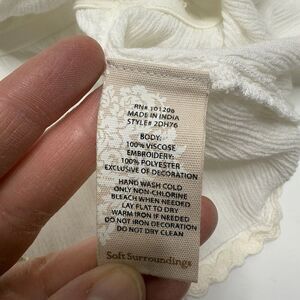 RN# 101206
MADE IN INDIA
STYLE# 2DH76
BODY:
100% VISCOSE
EMBROIDERY:
100% POLYESTER
EXCLUSIVE OF DECORATION
HAND WASH COLD
ONLY NON-CHLORINE
BLEACH WHEN NEEDED
LAY FLAT TO DRY
WARM IRON IF NEEDED
DO NOT IRON DECORATION
DO NOT DRY CLEAN
Soft Surroundings